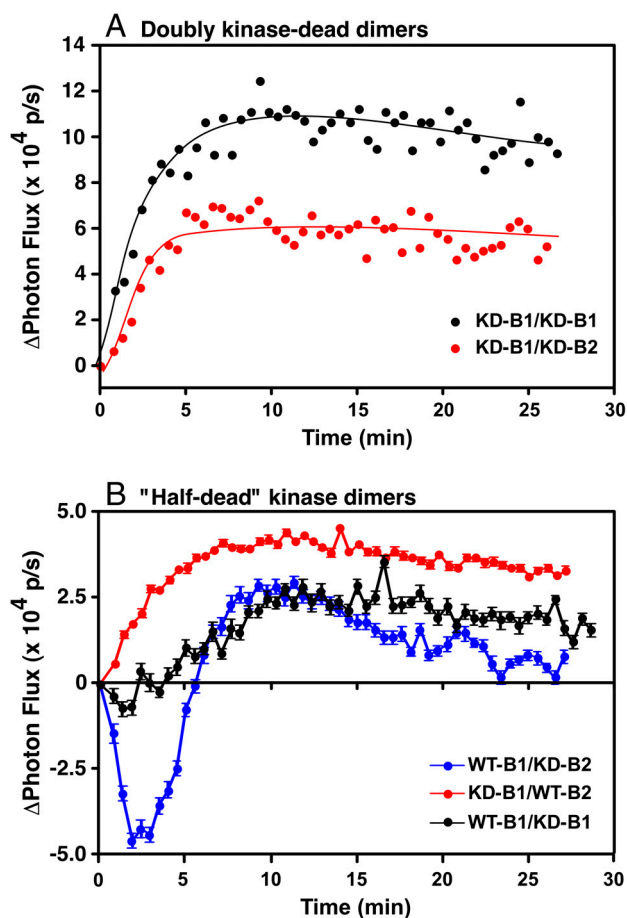 A Doubly kinase-dead dimers
ΔPhoton Flux (x 10⁴ p/s)
14
12
10
8
6
4
2
0
KD-B1/KD-B1
KD-B1/KD-B2
0 5 10 15 20 25 30
Time (min)
B "Half-dead" kinase dimers
ΔPhoton Flux (x 10⁴ p/s)
5.0
2.5
0
-2.5
-5.0
WT-B1/KD-B2
KD-B1/WT-B2
WT-B1/KD-B1
0 5 10 15 20 25 30
Time (min)